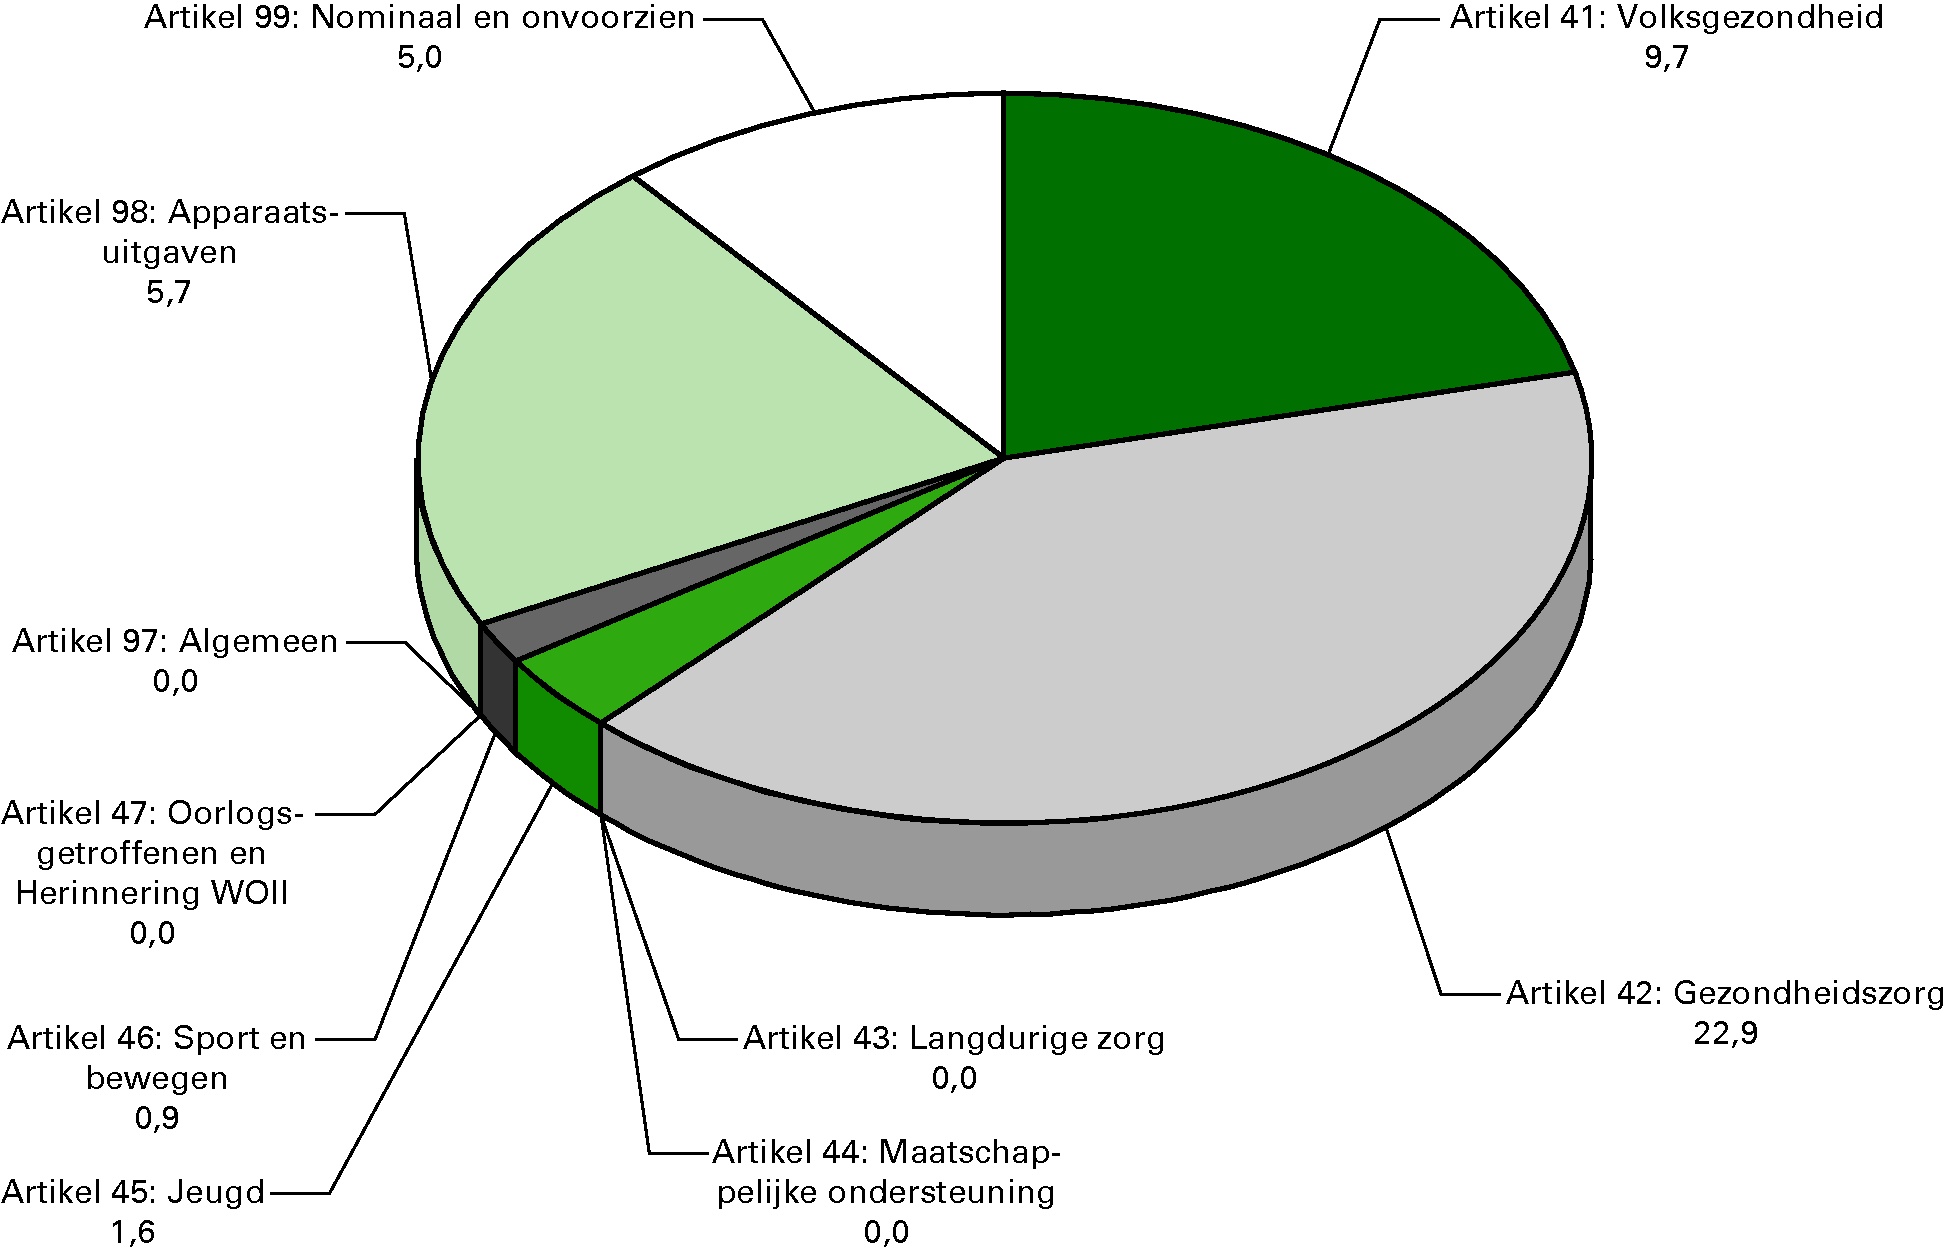 Artikel 99: Nominaal en onvoorzien
5,0
Artikel 41: Volksgezondheid
9,7
Artikel 98: Apparaats-
uitgaven
5,7
Artikel 97: Algemeen
0,0
Artikel 47: Oorlogs-
getroffenen en
Herinnering WOII
0,0
Artikel 42: Gezondheidszorg
22,9
Artikel 46: Sport en
bewegen
0,9
Artikel 43: Langdurige zorg
0,0
Artikel 44: Maatschap-
pelijke ondersteuning
0,0
Artikel 45: Jeugd
1,6